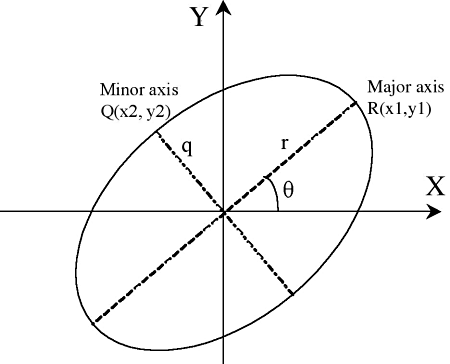 Y
Minor axis
Q(x2, y2)
Major axis
R(x1,y1)
q
r
θ
X